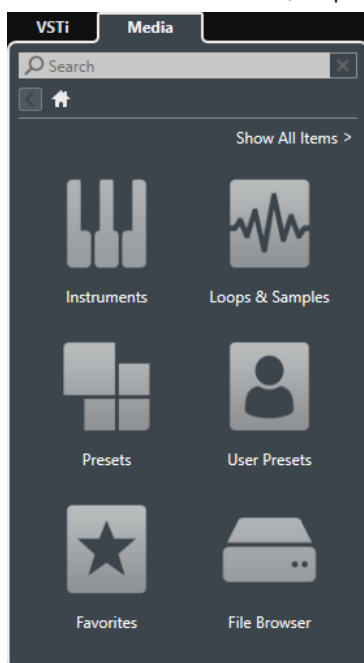 VSTi Media
Search
Show All Items >
Instruments Loops & Samples
Presets User Presets
Favorites File Browser